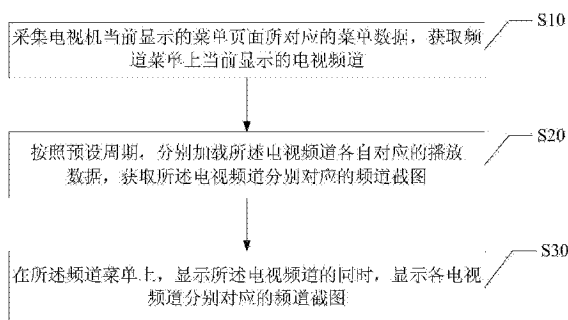 S10
采集电视机当前显示的菜单页面所对应的菜单数据，获取频
道菜单上当前显示的电视频道
S20
按照预设周期，分别加载所述电视频道各自对应的播放
数据，获取所述电视频道分别对应的频道截图
S30
在所述频道菜单上，显示所述电视频道的同时，显示各电视
频道分别对应的频道截图